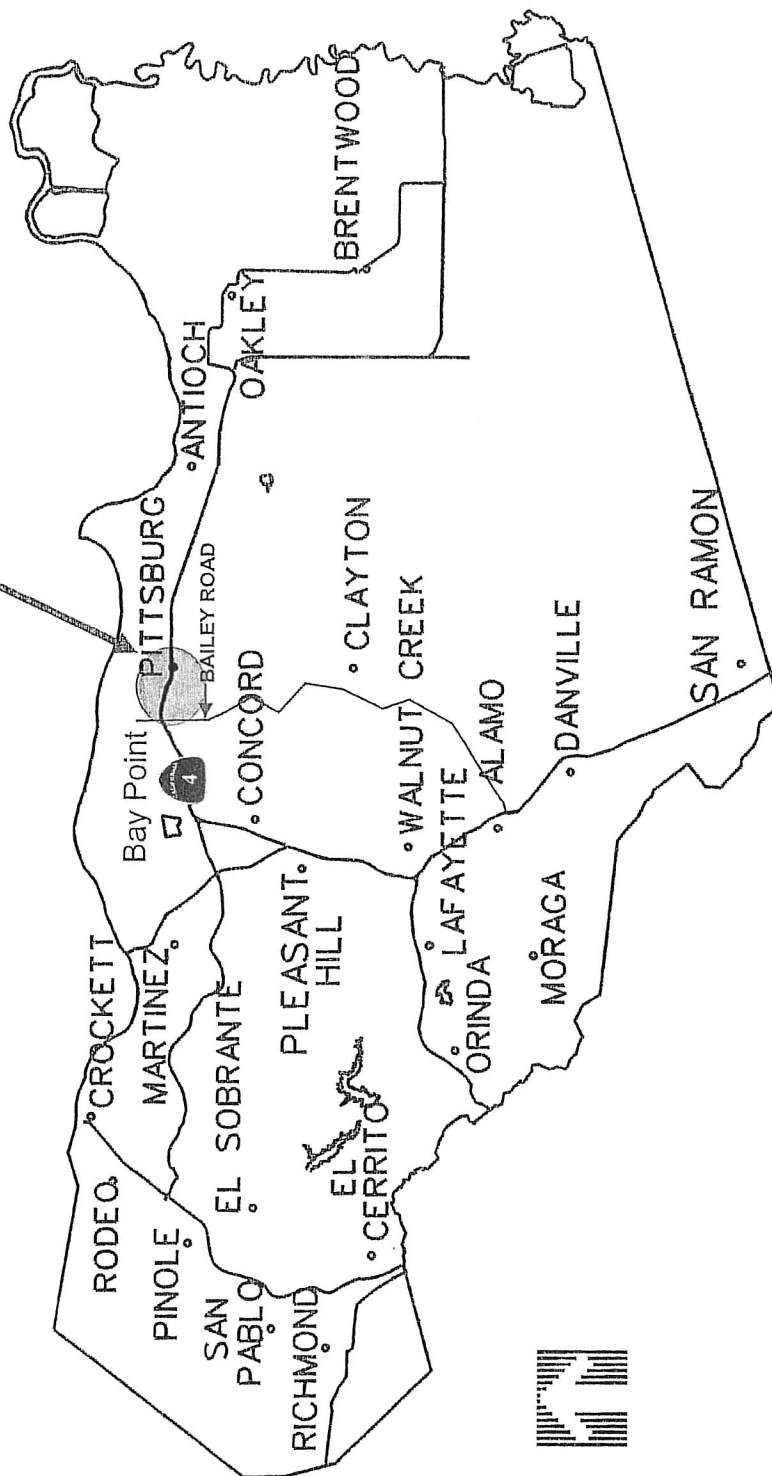 CROCKETT
RODEO
MARTINEZ
PINOLE
EL SOBRANTE
SAN
PABLO
RICHMOND
PLEASANT
HILL
EL
CERRITO
Bay Point
4
PITTSBURG
BAILEY ROAD
ANTIOCH
OAKLEY
BRENTWOOD
CONCORD
CLAYTON
WALNUT CREEK
LAFAYETTE
ORINDA
MORAGA
ALAMO
DANVILLE
SAN RAMON